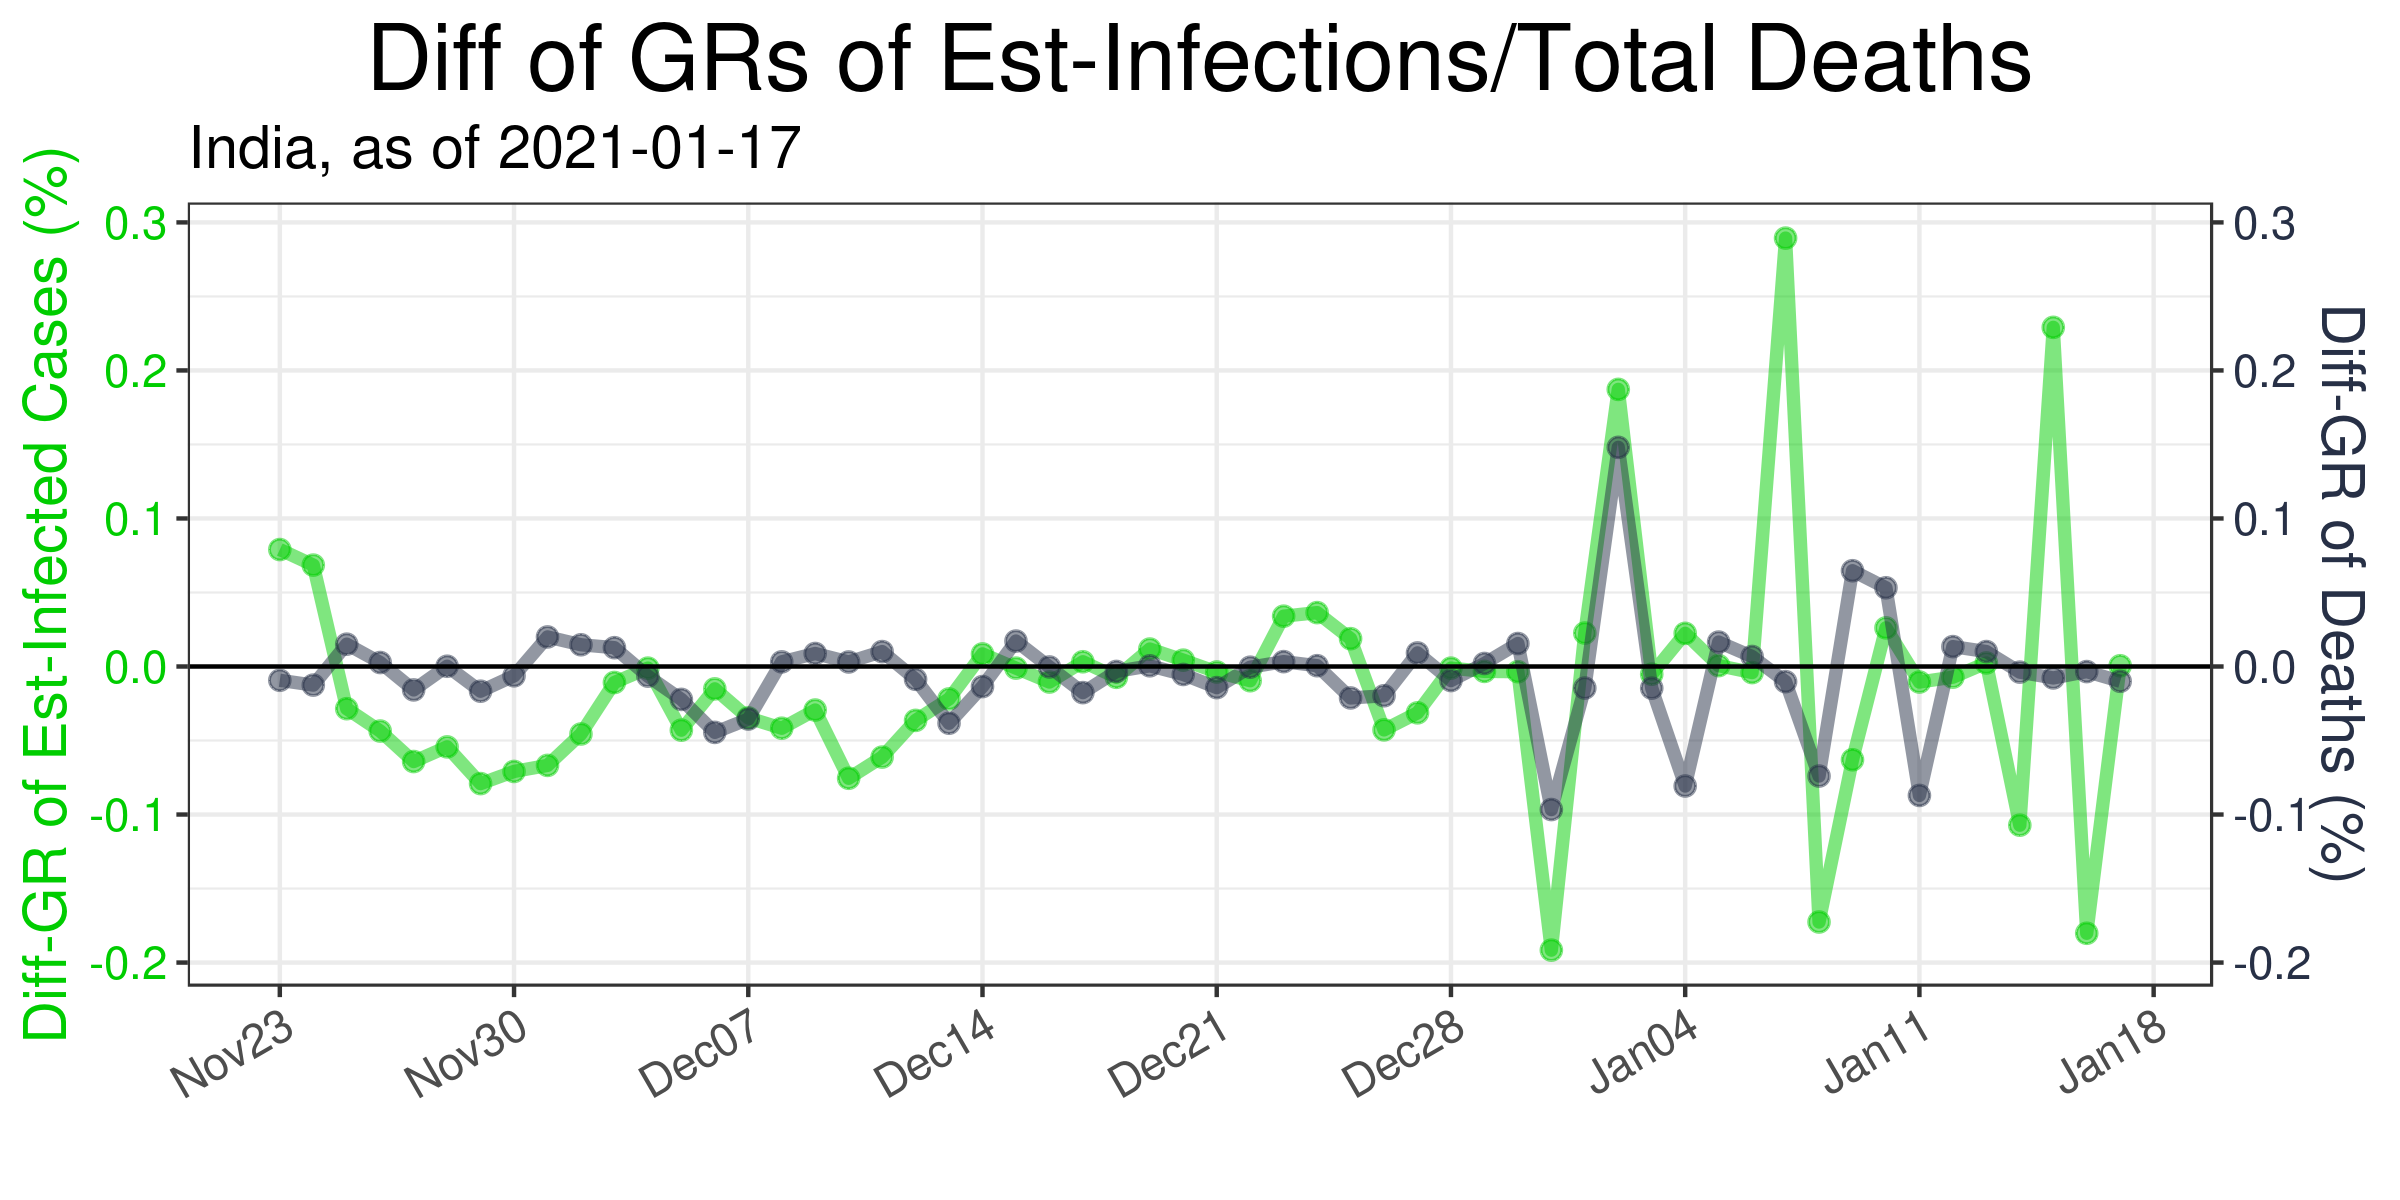 Diff of GRs of Est-Infections/Total Deaths
India, as of 2021-01-17
Diff-GR of Est-Infected Cases (%)
0.3
0.2
0.1
0.0
-0.1
-0.2
0.3
0.2
0.1
0.0
-0.1
-0.2
Diff-GR of Deaths (%)
Nov23
Nov30
Dec07
Dec14
Dec21
Dec28
Jan04
Jan11
Jan18